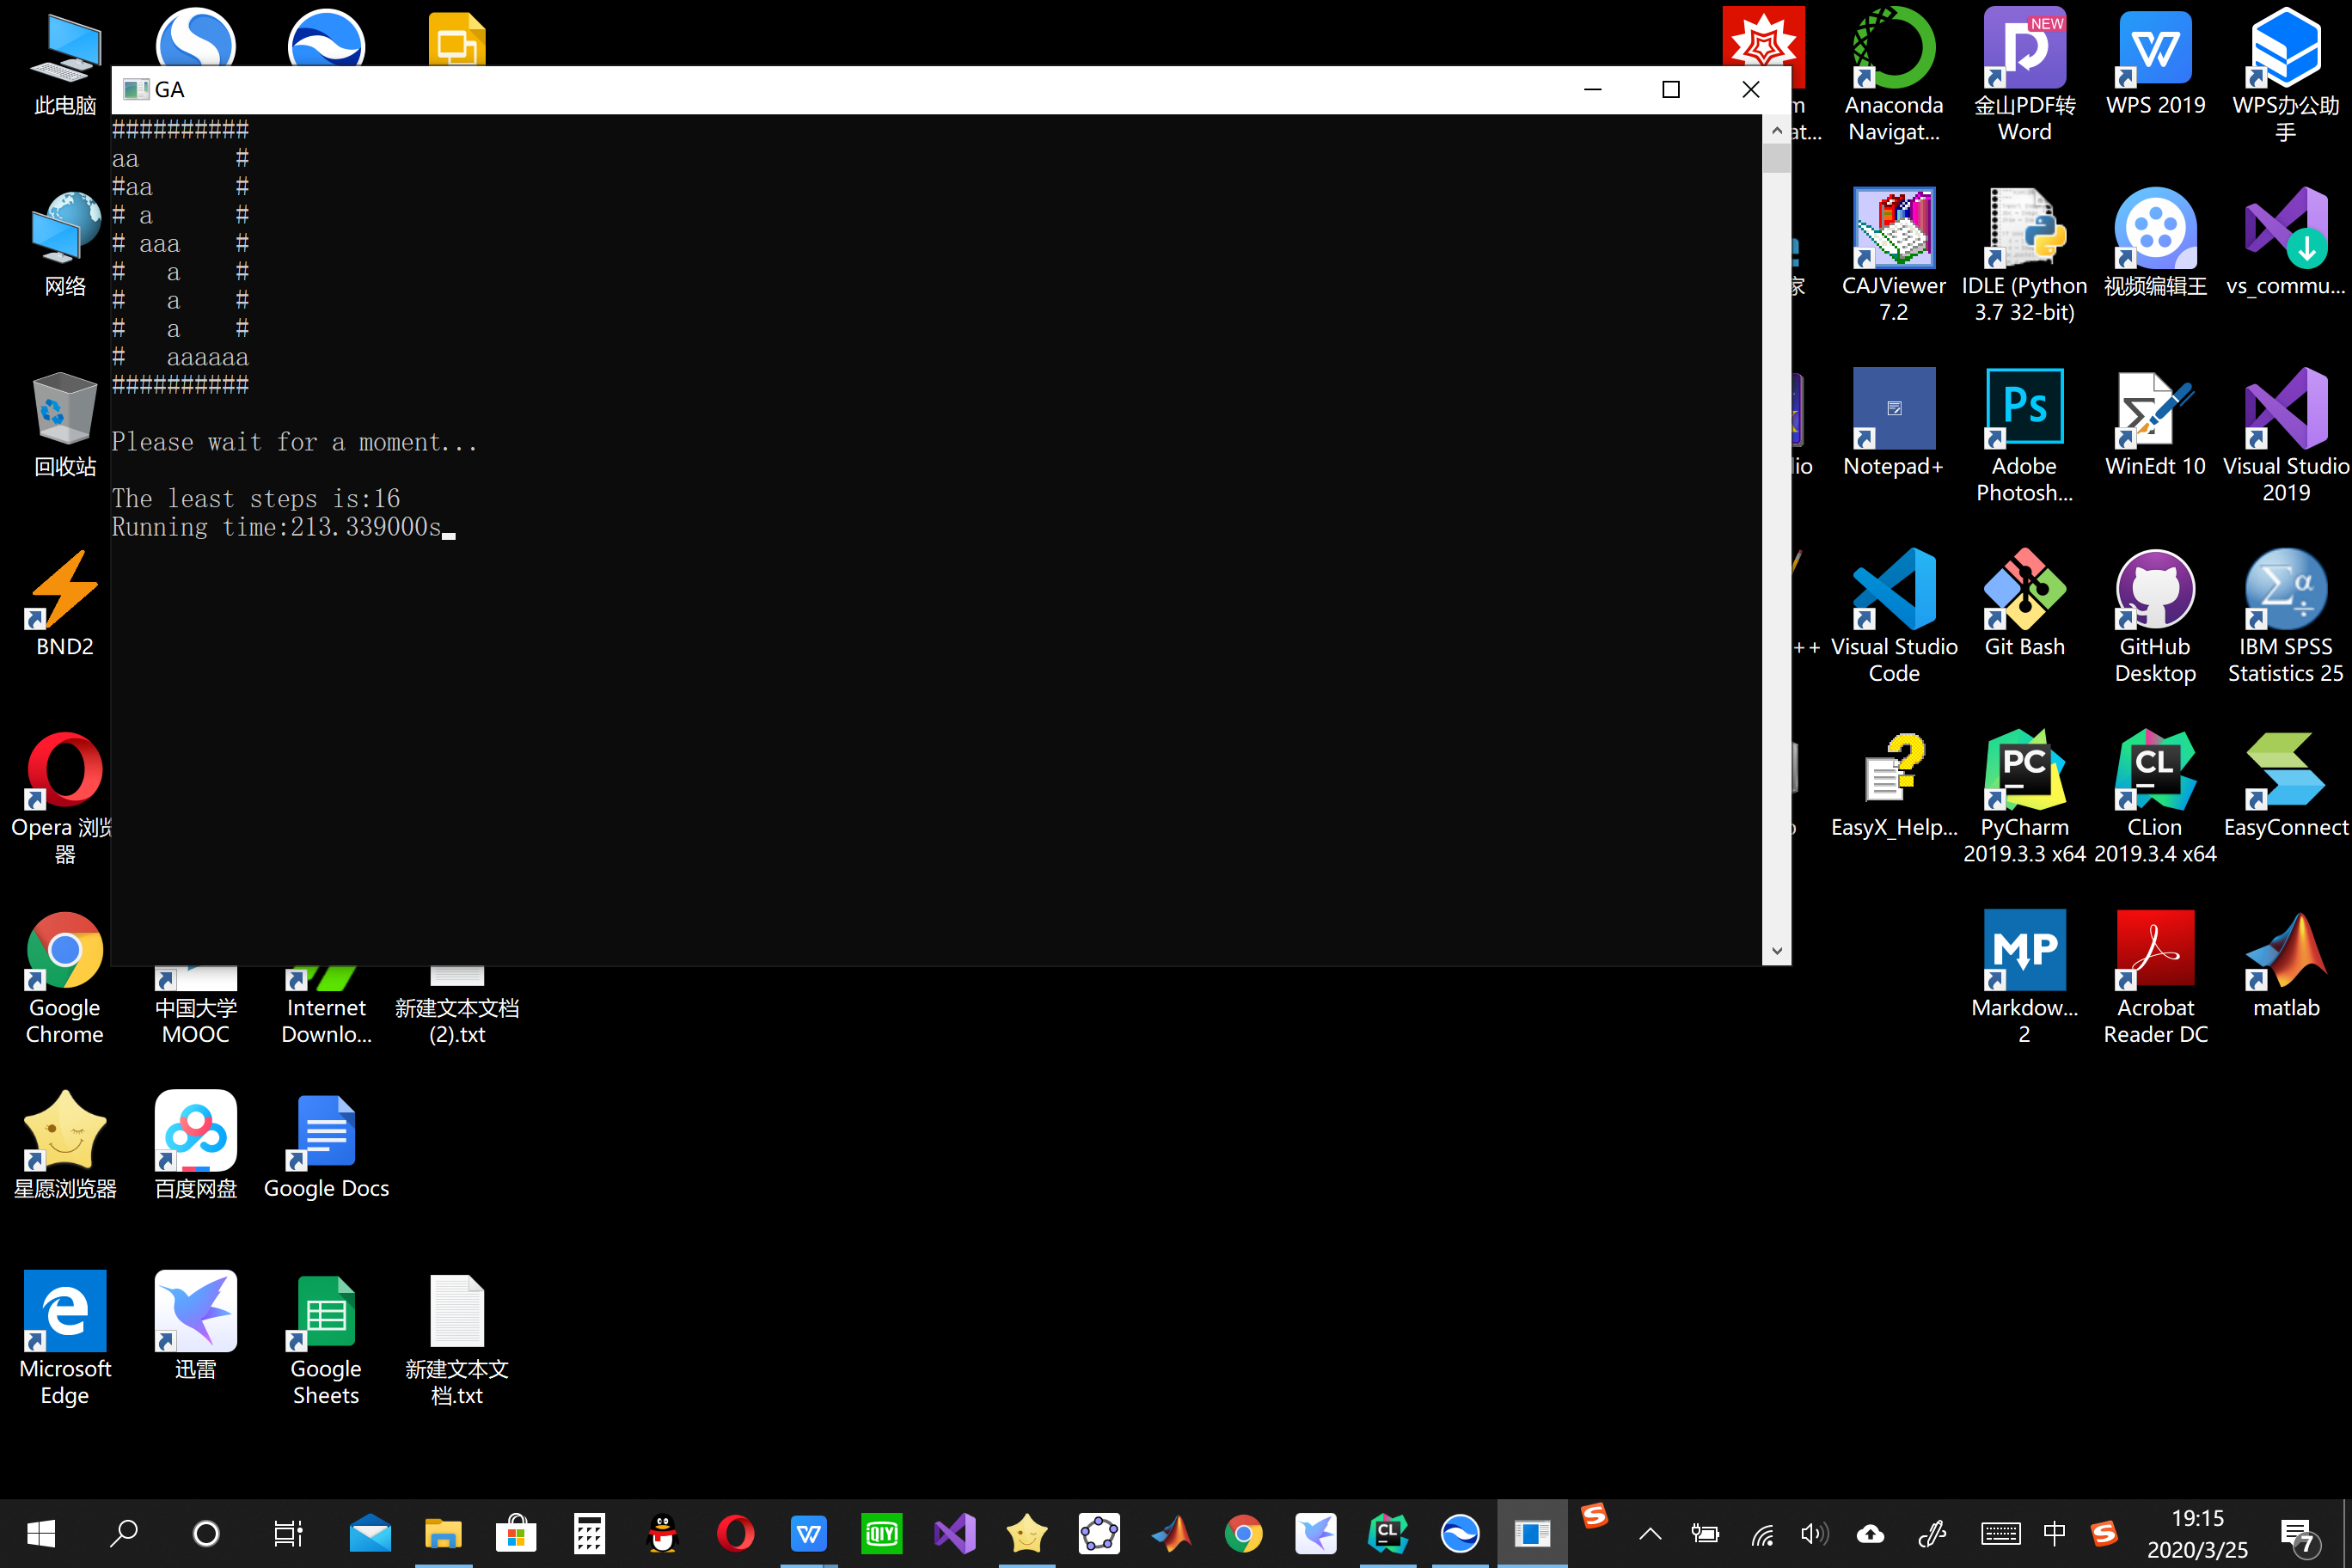 GA
##########
aa       #
#aa      #
# a      #
# aaa    #
#   a    #
#   a    #
#   a    #
#   aaaaaa
##########
Please wait for a moment...
The least steps is:16
Running time:213.339000s
此电脑
网络
回收站
BND2
Opera 浏览
器
Google
Chrome
中国大学
MOOC
Internet
Downlo...
新建文本文档
(2).txt
星愿浏览器
百度网盘
Google Docs
Microsoft
Edge
迅雷
Google
Sheets
新建文本文
档.txt
m
at...
Anaconda
Navigat...
NEW
金山PDF转
Word
WPS 2019
WPS办公助
手
家
CAJViewer
7.2
IDLE (Python
3.7 32-bit)
视频编辑王
vs_commu...
io
Notepad+
Ps
Adobe
Photosh...
WinEdt 10
Visual Studio
2019
++
Visual Studio
Code
Git Bash
GitHub
Desktop
IBM SPSS
Statistics 25
EasyX_Help...
PC
PyCharm
2019.3.3 x64
CL
CLion
2019.3.4 x64
EasyConnect
MP
Markdow...
2
Acrobat
Reader DC
matlab
iQIYI
CL
中
19:15
2020/3/25
7